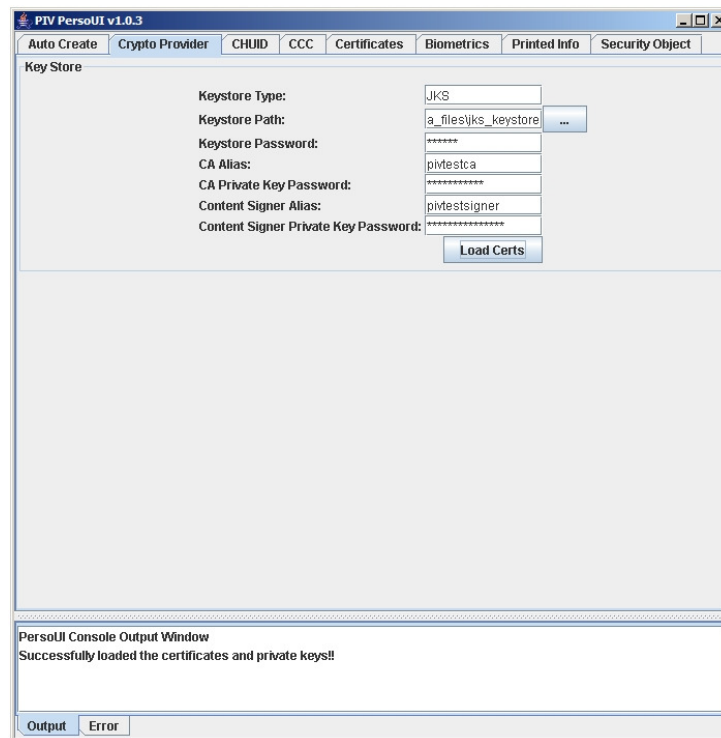 PIV PersoUI v1.0.3
Auto Create Crypto Provider CHUID CCC Certificates Biometrics Printed Info Security Object
Key Store
Keystore Type: JKS
Keystore Path: a_files\jks_keystore ...
Keystore Password: ******
CA Alias: pivtestca
CA Private Key Password: ***********
Content Signer Alias: pivtestsigner
Content Signer Private Key Password: ***************
Load Certs
PersoUI Console Output Window
Successfully loaded the certificates and private keys!!
Output Error